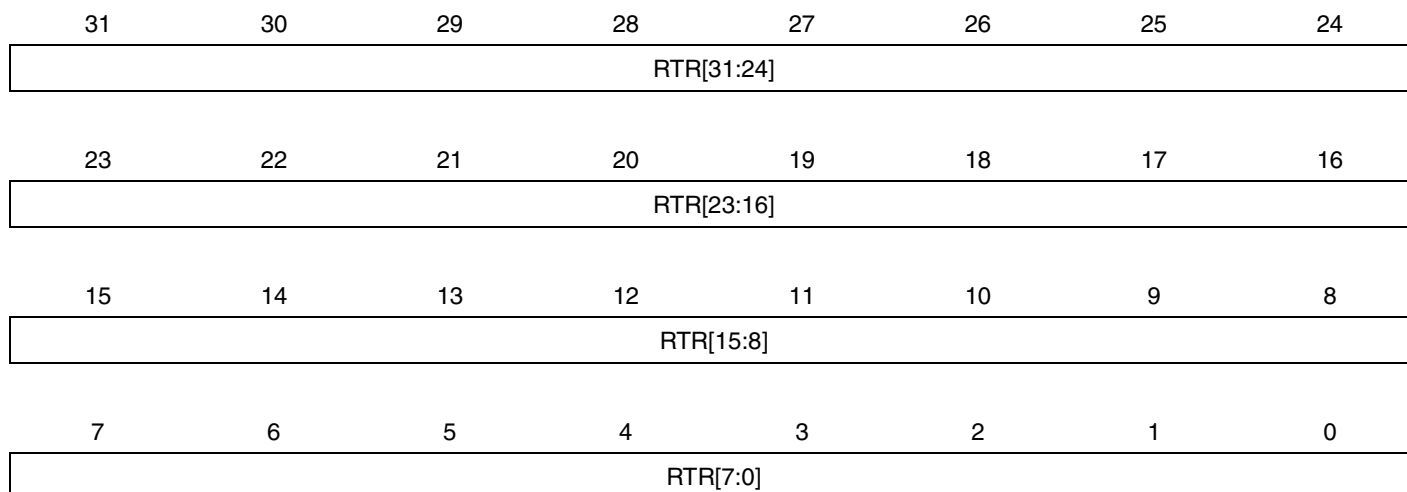 31 30 29 28 27 26 25 24
RTR[31:24]
23 22 21 20 19 18 17 16
RTR[23:16]
15 14 13 12 11 10 9 8
RTR[15:8]
7 6 5 4 3 2 1 0
RTR[7:0]